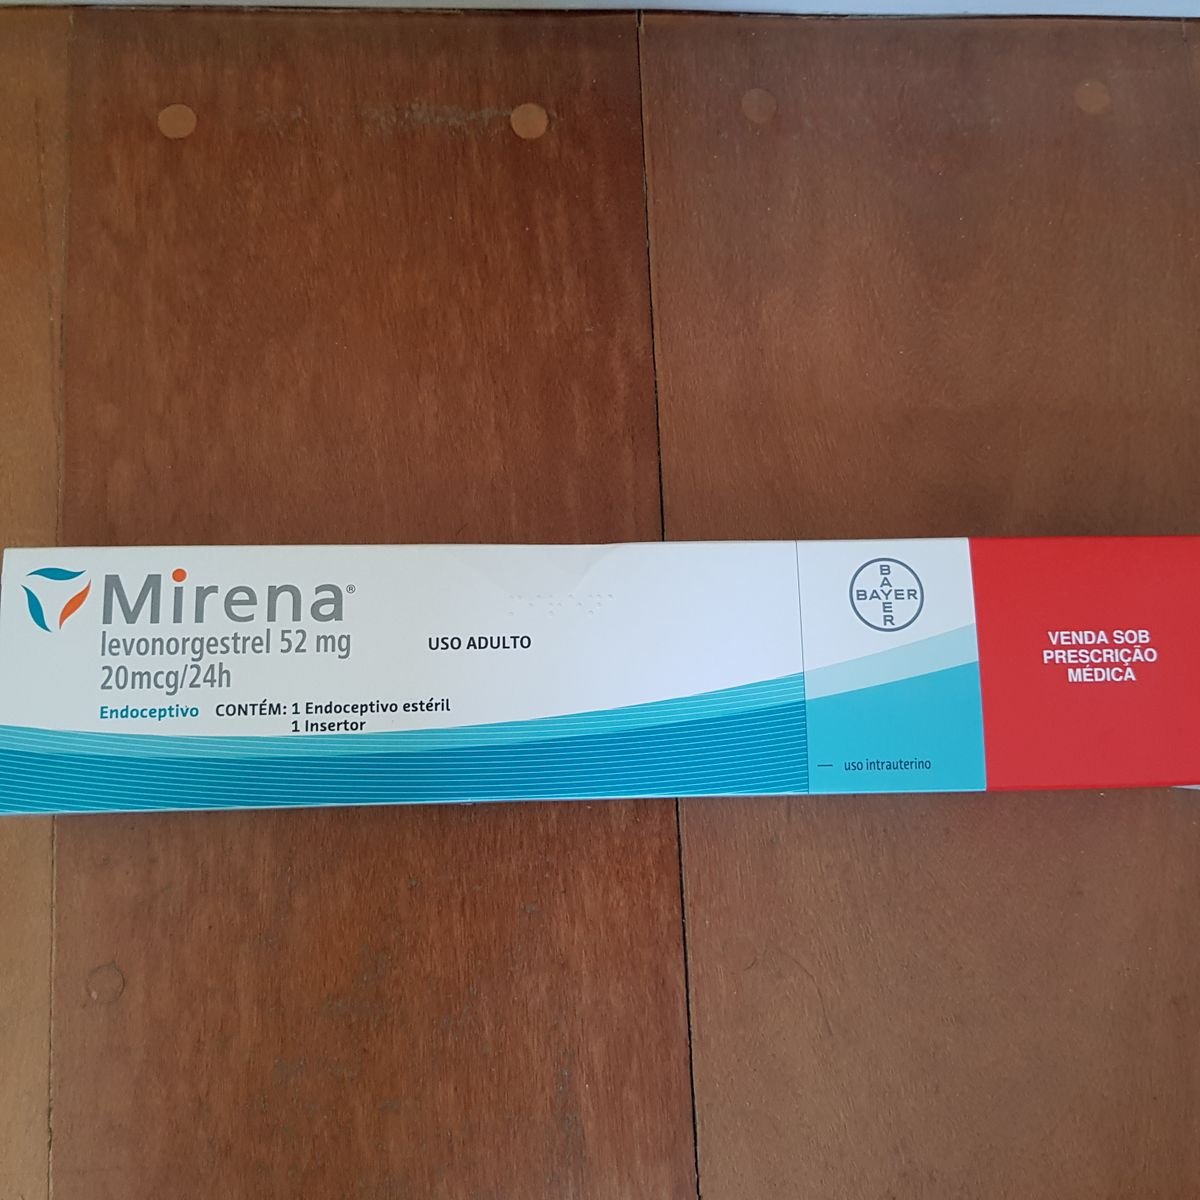 Mirena®
levonorgestrel 52 mg
20mcg/24h
USO ADULTO
Endoceptivo CONTÉM: 1 Endoceptivo estéril
1 Insertor
BAYER
BAYER
uso intrauterino
VENDA SOB
PRESCRIÇÃO
MÉDICA